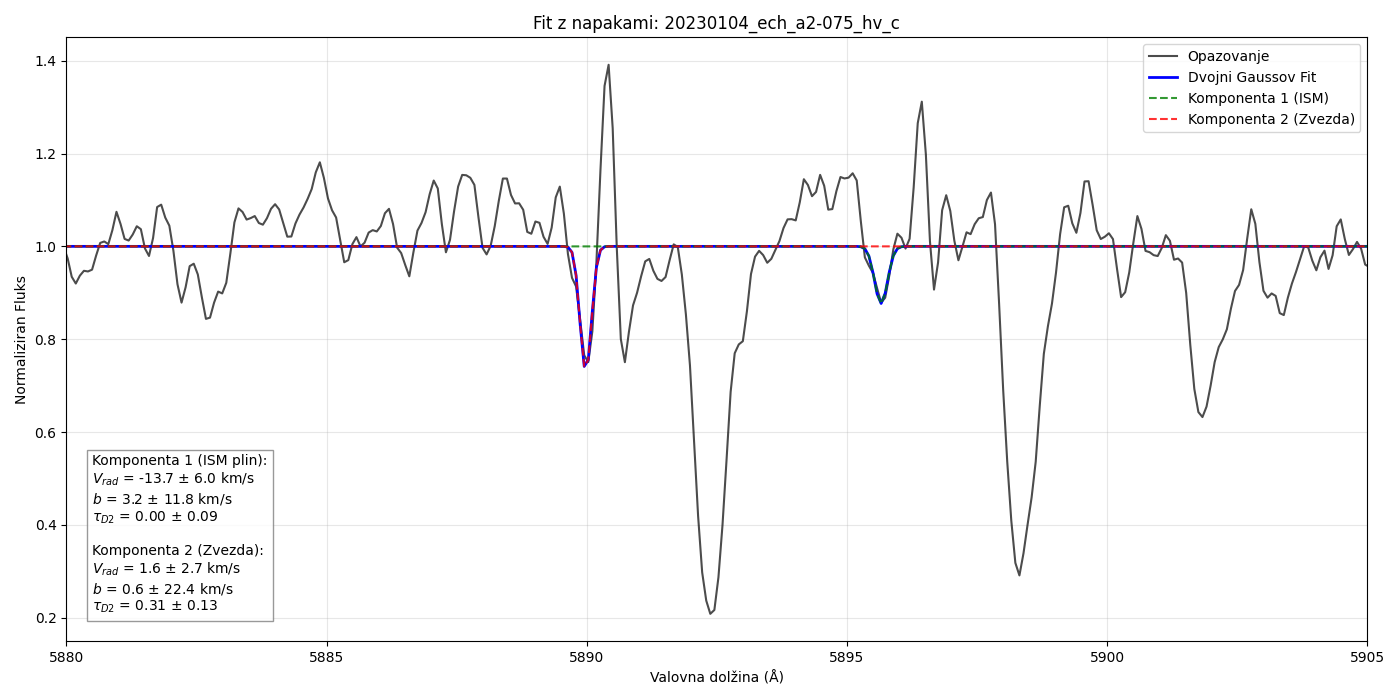 Fit z napakami: 20230104_ech_a2-075_hv_c
Normaliziran Fluks
1.4
1.2
1.0
0.8
0.6
0.4
0.2
Opazovanje
Dvojni Gaussov Fit
Komponenta 1 (ISM)
Komponenta 2 (Zvezda)
Komponenta 1 (ISM plin):
V_rad = -13.7 ± 6.0 km/s
b = 3.2 ± 11.8 km/s
τ_D2 = 0.00 ± 0.09
Komponenta 2 (Zvezda):
V_rad = 1.6 ± 2.7 km/s
b = 0.6 ± 22.4 km/s
τ_D2 = 0.31 ± 0.13
5880 5885 5890 5895 5900 5905
Valovna dolžina (Å)